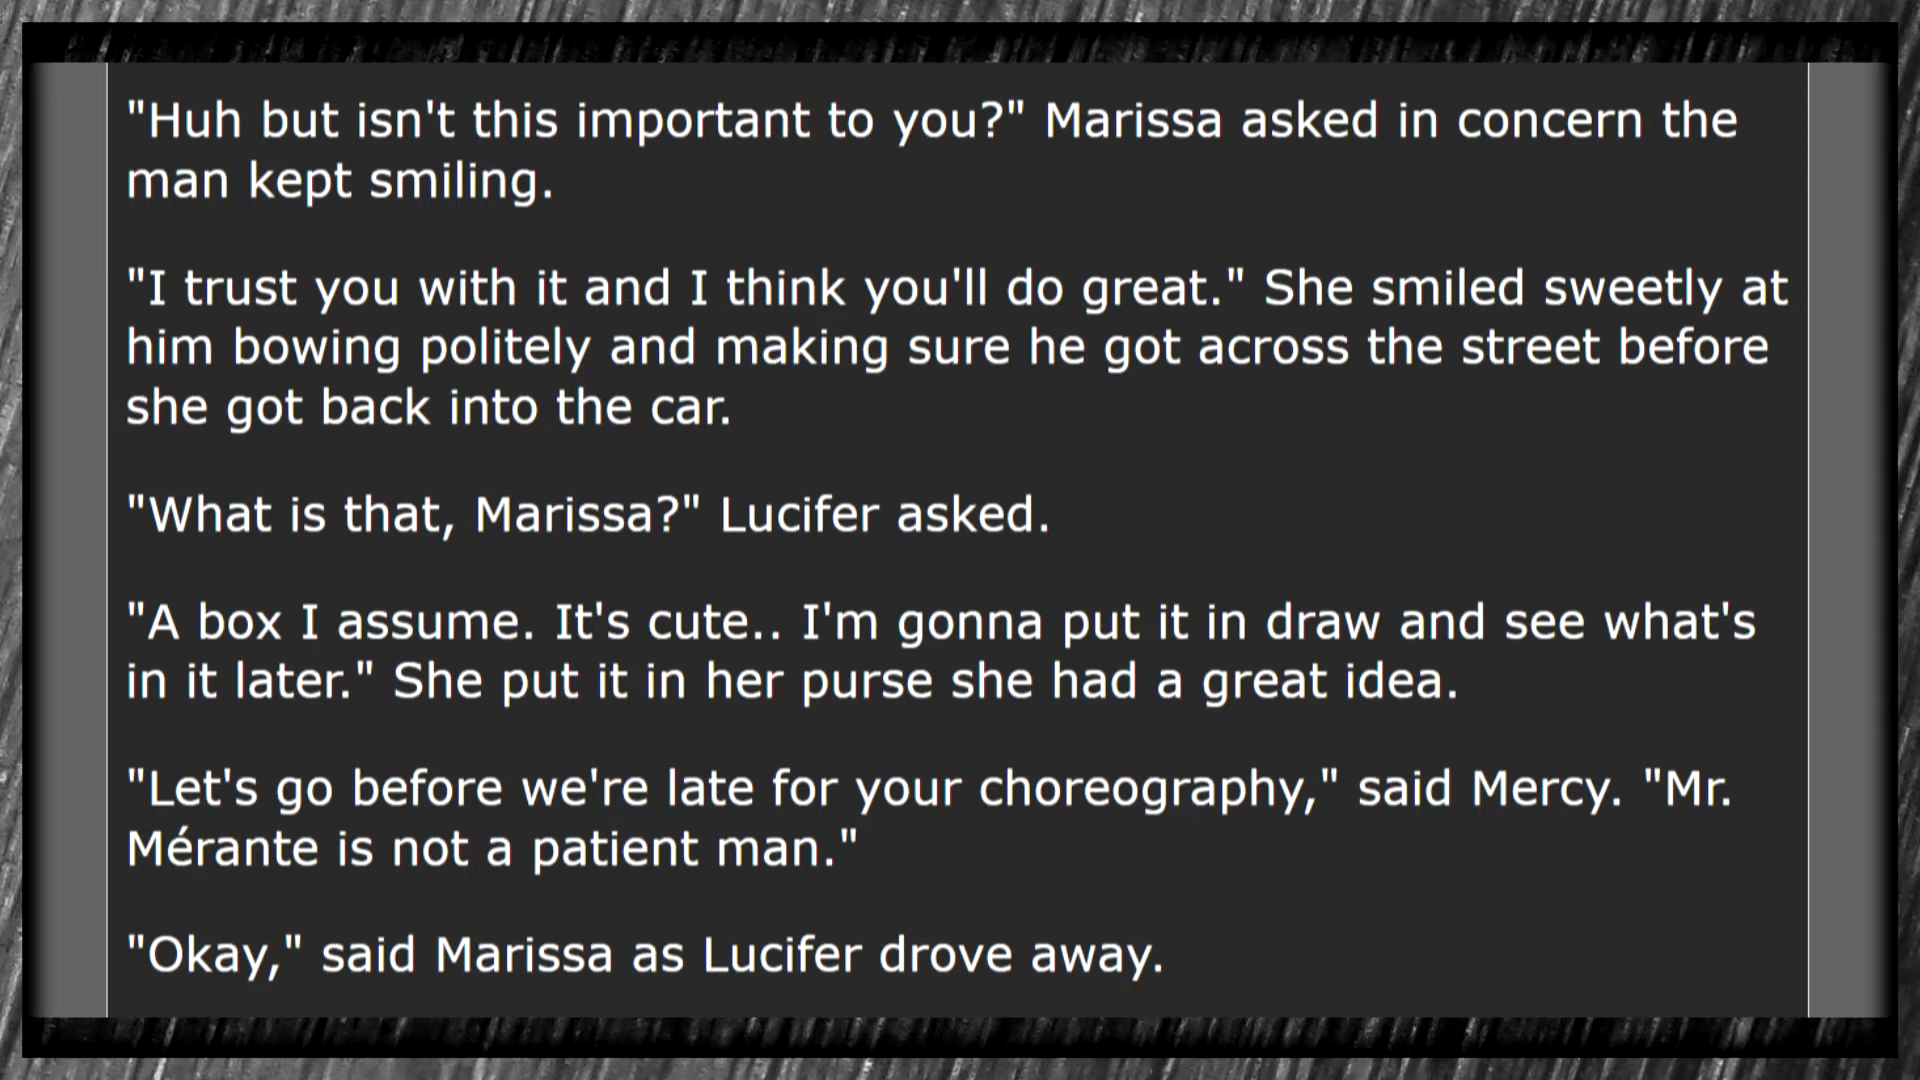 "Huh but isn't this important to you?" Marissa asked in concern the
man kept smiling.
"I trust you with it and I think you'll do great." She smiled sweetly at
him bowing politely and making sure he got across the street before
she got back into the car.
"What is that, Marissa?" Lucifer asked.
"A box I assume. It's cute.. I'm gonna put it in draw and see what's
in it later." She put it in her purse she had a great idea.
"Let's go before we're late for your choreography," said Mercy. "Mr.
Mérante is not a patient man."
"Okay," said Marissa as Lucifer drove away.